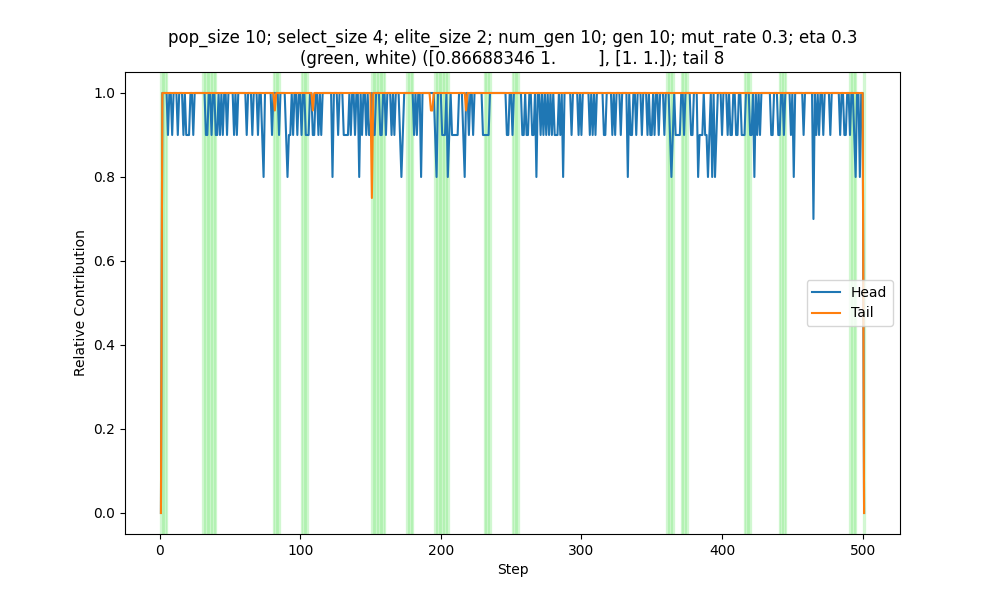 pop_size 10; select_size 4; elite_size 2; num_gen 10; gen 10; mut_rate 0.3; eta 0.3
(green, white) ([0.86688346 1.        ], [1. 1.]); tail 8
1.0
0.8
0.6
0.4
0.2
0.0
Relative Contribution
Head
Tail
0
100
200
300
400
500
Step